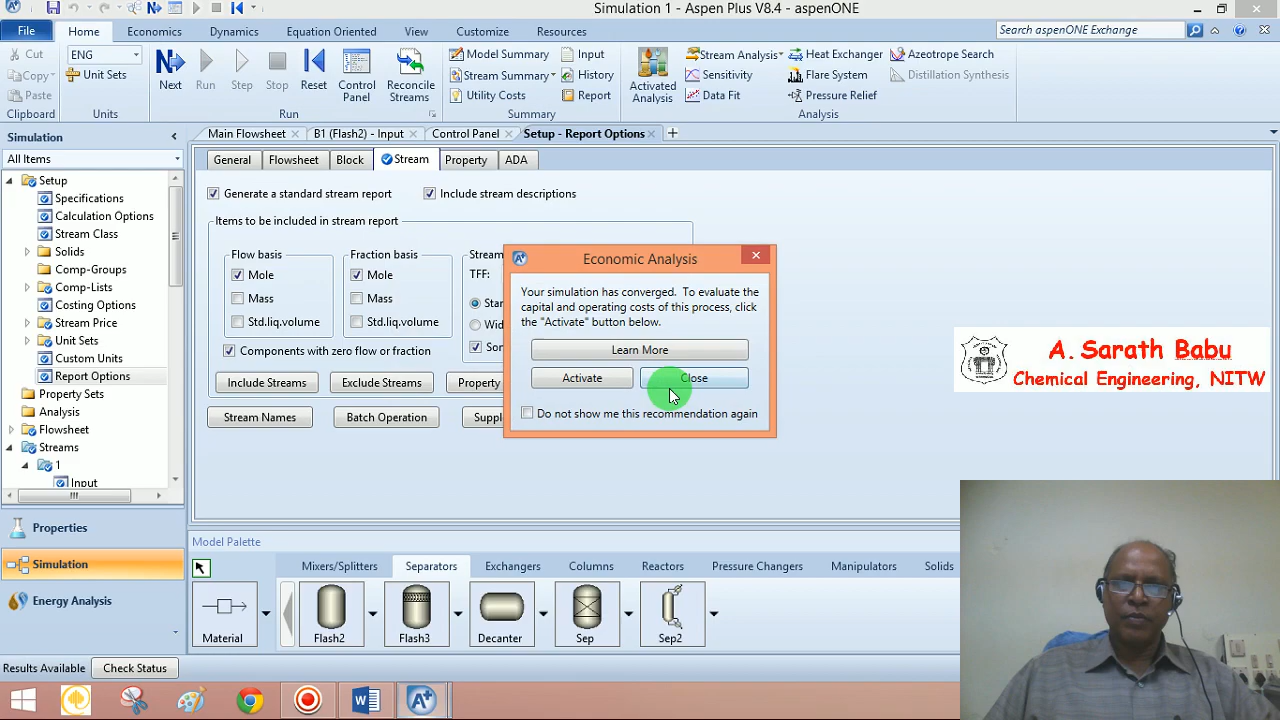 Simulation 1 - Aspen Plus V8.4 - aspenONE
File
Home
Economics
Dynamics
Equation Oriented
View
Customize
Resources
Search aspenONE Exchange
Cut
Copy
Paste
Clipboard
ENG
Unit Sets
Units
Next
Run
Step
Stop
Reset
Control Panel
Reconcile Streams
Run
Model Summary
Stream Summary
Utility Costs
Input
History
Report
Summary
Activated Analysis
Stream Analysis
Sensitivity
Data Fit
Heat Exchanger
Flare System
Pressure Relief
Azeotrope Search
Distillation Synthesis
Analysis
Simulation
All Items
Setup
Specifications
Calculation Options
Stream Class
Solids
Comp-Groups
Comp-Lists
Costing Options
Stream Price
Unit Sets
Custom Units
Report Options
Property Sets
Analysis
Flowsheet
Streams
1
Input
Properties
Simulation
Energy Analysis
Main Flowsheet
B1 (Flash2) - Input
Control Panel
Setup - Report Options
General
Flowsheet
Block
Stream
Property
ADA
Generate a standard stream report
Include stream descriptions
Items to be included in stream report
Flow basis
Mole
Mass
Std.liq.volume
Fraction basis
Mole
Mass
Std.liq.volume
TFF:
Components with zero flow or fraction
Include Streams
Exclude Streams
Property
Stream Names
Batch Operation
Economic Analysis
Your simulation has converged. To evaluate the
capital and operating costs of this process, click
the "Activate" button below.
Learn More
Activate
Close
Do not show me this recommendation again
A. Sarath Babu
Chemical Engineering, NITW
Model Palette
Mixers/Splitters
Separators
Exchangers
Columns
Reactors
Pressure Changers
Manipulators
Solids
Material
Flash2
Flash3
Decanter
Sep
Sep2
Results Available
Check Status